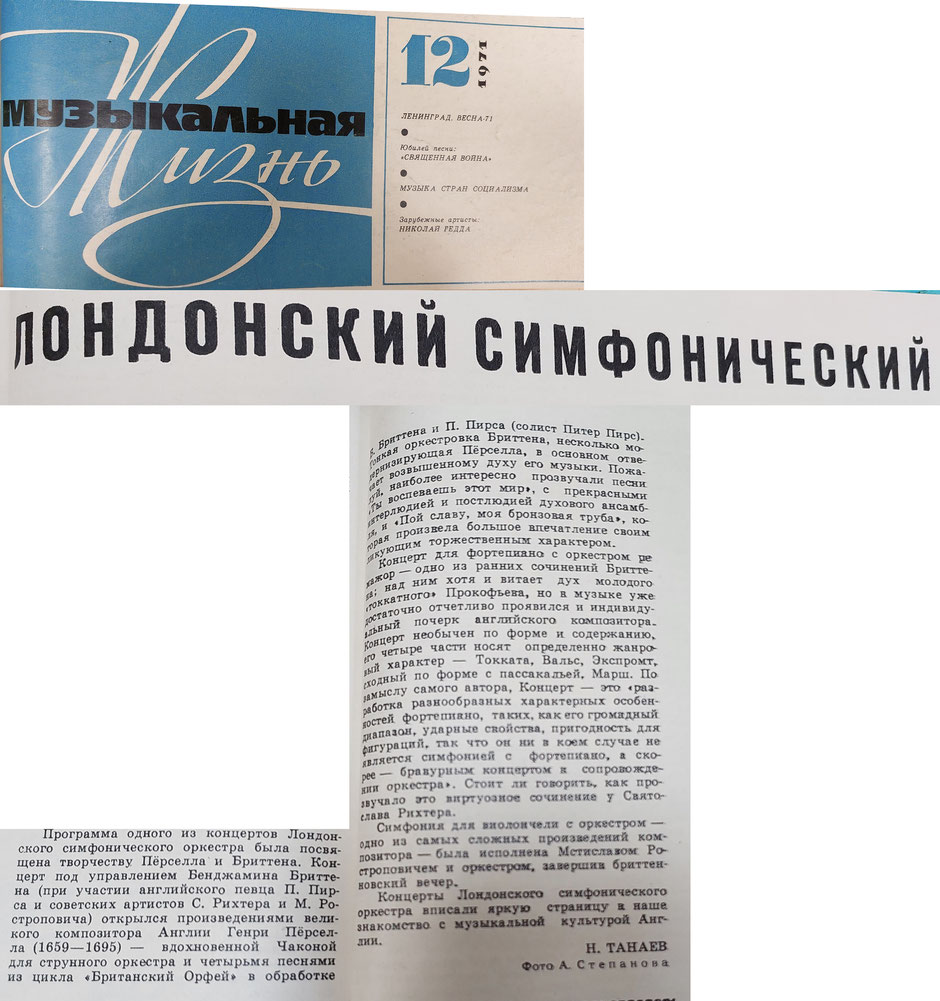 музыкальная
Жизнь
12
1971
ЛЕНИНГРАД, ВЕСНА-71
Юбилей песни:
«СВЯЩЕННАЯ ВОЙНА»
МУЗЫКА СТРАН СОЦИАЛИЗМА
Зарубежные артисты:
НИКОЛАЙ ГЕДДА
ЛОНДОНСКИЙ СИМФОНИЧЕСКИЙ
Программа одного из концертов Лондон-
ского симфонического оркестра была посвя-
щена творчеству Пёрселла и Бриттена. Кон-
церт под управлением Бенджамина Бритте-
на (при участии английского певца П. Пир-
са и советских артистов С. Рихтера и М. Ро-
строповича) открылся произведениями вели-
кого композитора Англии Генри Пёрсел-
ла (1659—1695) — вдохновенной Чаконой
для струнного оркестра и четырьмя песнями
из цикла «Британский Орфей» в обработке
Б. Бриттена и П. Пирса (солист Питер Пирс).
Тонкая оркестровка Бриттена, несколько мо-
дернизирующая Пёрселла, в основном отве-
чает возвышенному духу его музыки. Пожа-
луй, наиболее интересно прозвучали песни
«Ты воспеваешь этот мир», с прекрасными
интерлюдией и постлюдией духового ансамб-
ля, и «Пой славу, моя бронзовая труба», ко-
торая произвела большое впечатление своим
ликующим торжественным характером.
Концерт для фортепиано с оркестром ре
мажор — одно из ранних сочинений Бритте-
на; над ним хотя и витает дух молодого
«токкатного» Прокофьева, но в музыке уже
достаточно отчетливо проявился и индивиду-
альный почерк английского композитора.
Концерт необычен по форме и содержанию,
его четыре части носят определенно жанро-
вый характер — Токката, Вальс, Экспромт,
сходный по форме с пассакальей, Марш. По
замыслу самого автора, Концерт — это «раз-
работка разнообразных характерных особен-
ностей фортепиано, таких, как его громадный
диапазон, ударные свойства, пригодность для
фигураций, так что он ни в коем случае не
является симфонией с фортепиано, а ско-
рее — бравурным концертом в сопровожде-
нии оркестра». Стоит ли говорить, как про-
звучало это виртуозное сочинение у Свято-
слава Рихтера.
Симфония для виолончели с оркестром —
одно из самых сложных произведений ком-
позитора — была исполнена Мстиславом Ро-
строповичем и оркестром, завершив бриттен-
новский вечер.
Концерты Лондонского симфонического
оркестра вписали яркую страницу в наше
знакомство с музыкальной культурой Анг-
лии.
Н. ТАНАЕВ
Фото А. Степанова